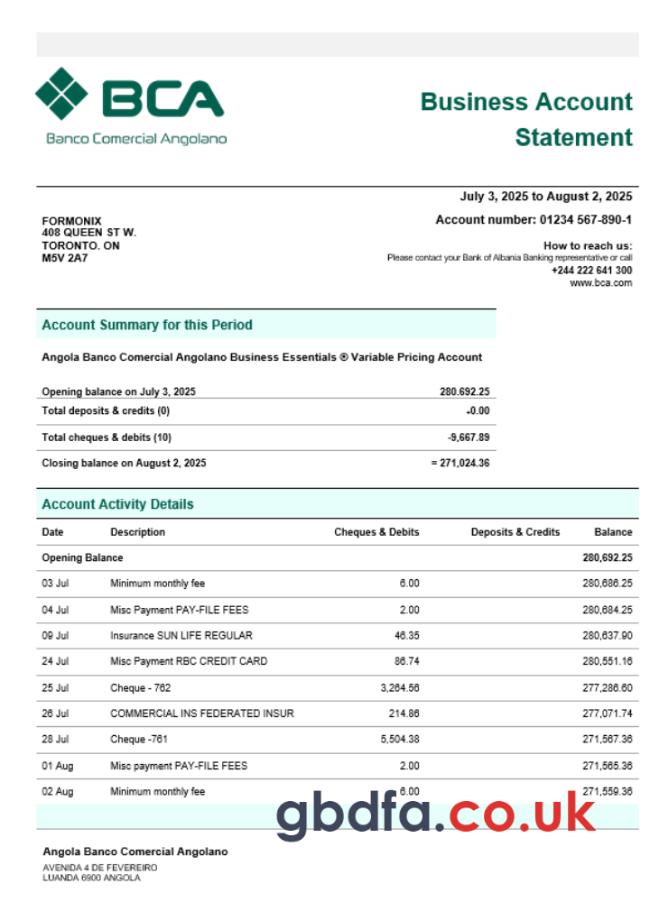 BCA
Banco Comercial Angolano
Business Account
Statement
July 3, 2025 to August 2, 2025
Account number: 01234 567-890-1
FORMONIX
408 QUEEN ST W.
TORONTO. ON
M5V 2A7
How to reach us:
Please contact your Bank of Albania Banking representative or call
+244 222 641 300
www.bca.com
Account Summary for this Period
Angola Banco Comercial Angolano Business Essentials ® Variable Pricing Account
Opening balance on July 3, 2025 280.692.25
Total deposits & credits (0) +0.00
Total cheques & debits (10) -9,667.89
Closing balance on August 2, 2025 = 271,024.36
Account Activity Details
Date Description Cheques & Debits Deposits & Credits Balance
Opening Balance 280,692.25
03 Jul Minimum monthly fee 6.00 280,686.25
04 Jul Misc Payment PAY-FILE FEES 2.00 280,684.25
09 Jul Insurance SUN LIFE REGULAR 46.35 280,637.90
24 Jul Misc Payment RBC CREDIT CARD 86.74 280,551.16
25 Jul Cheque - 762 3,264.56 277,286.60
26 Jul COMMERCIAL INS FEDERATED INSUR 214.86 277,071.74
28 Jul Cheque -761 5,504.38 271,567.36
01 Aug Misc payment PAY-FILE FEES 2.00 271,565.36
02 Aug Minimum monthly fee 6.00 271,559.36
gbdfa.co.uk
Angola Banco Comercial Angolano
AVENIDA 4 DE FEVEREIRO
LUANDA 6900 ANGOLA